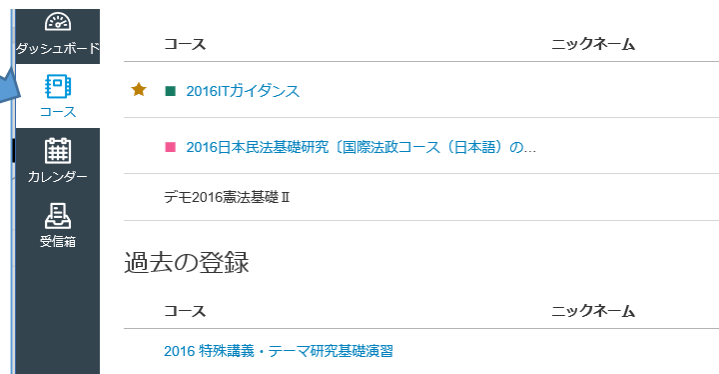 ダッシュボード
コース
カレンダー
受信箱
コース ニックネーム
2016ITガイダンス
2016日本民法基礎研究〔国際法政コース（日本語）の...
デモ2016憲法基礎Ⅱ
過去の登録
コース ニックネーム
2016 特殊講義・テーマ研究基礎演習